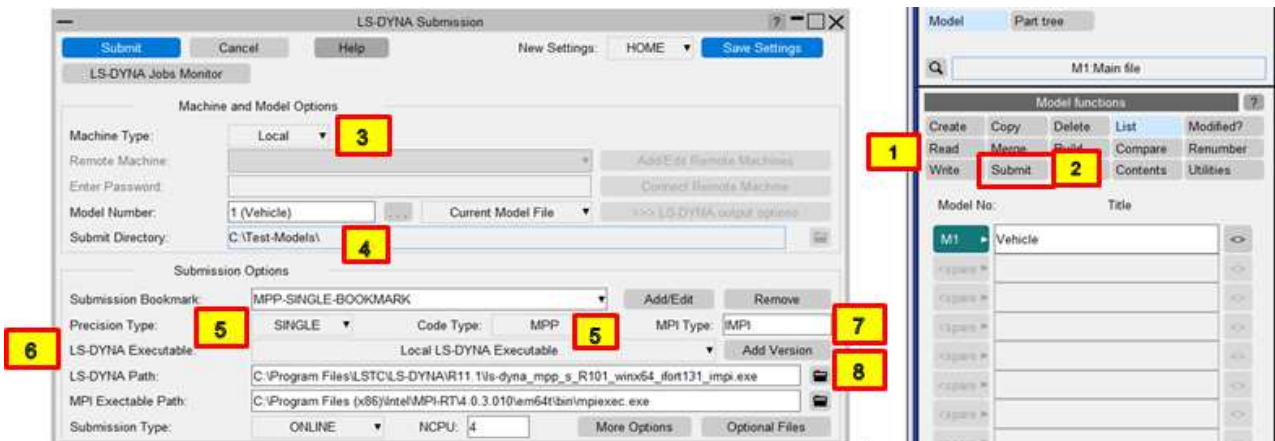 LS-DYNA Submission ?
Submit Cancel Help New Settings: HOME Save Settings
LS-DYNA Jobs Monitor
Machine and Model Options
Machine Type: Local 3
Remote Machine: Add/Edit Remote Machines
Enter Password: Connect Remote Machine
Model Number: 1 (Vehicle) ... Current Model File >>> LS-DYNA output options
Submit Directory: C:\Test-Models\ 4
Submission Options
Submission Bookmark: MPP-SINGLE-BOOKMARK Add/Edit Remove
Precision Type: 5 SINGLE Code Type: MPP 5 MPI Type: IMPI 7
6 LS-DYNA Executable: Local LS-DYNA Executable Add Version
LS-DYNA Path: C:\Program Files\LSTC\LS-DYNA\R11.1\ls-dyna_mpp_s_R101_winx64_ifort131_impi.exe 8
MPI Exectable Path: C:\Program Files (x86)\Intel\MPI-RT\4.0.3.010\em64t\bin\mpiexec.exe
Submission Type: ONLINE NCPU: 4 More Options Optional Files
Model Part tree
M1:Main file
Model functions ?
Create Copy Delete List Modified?
1 Read Merge Build Compare Renumber
Write Submit 2 Contents Utilities
Model No: Title
M1 Vehicle <>
<spare <>
<spare <>
<spare <>
<spare <>
<spare <>
<spare <>